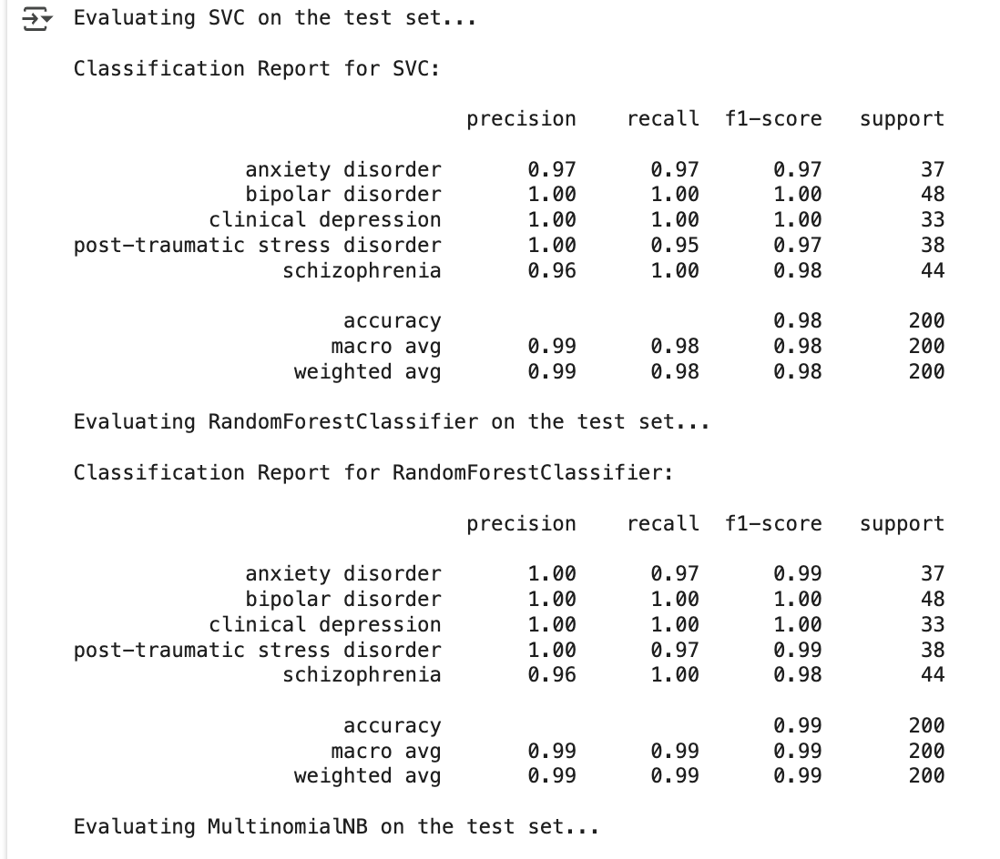 Evaluating SVC on the test set...
Classification Report for SVC:
precision recall f1-score support
anxiety disorder 0.97 0.97 0.97 37
bipolar disorder 1.00 1.00 1.00 48
clinical depression 1.00 1.00 1.00 33
post-traumatic stress disorder 1.00 0.95 0.97 38
schizophrenia 0.96 1.00 0.98 44
accuracy 0.98 200
macro avg 0.99 0.98 0.98 200
weighted avg 0.99 0.98 0.98 200
Evaluating RandomForestClassifier on the test set...
Classification Report for RandomForestClassifier:
precision recall f1-score support
anxiety disorder 1.00 0.97 0.99 37
bipolar disorder 1.00 1.00 1.00 48
clinical depression 1.00 1.00 1.00 33
post-traumatic stress disorder 1.00 0.97 0.99 38
schizophrenia 0.96 1.00 0.98 44
accuracy 0.99 200
macro avg 0.99 0.99 0.99 200
weighted avg 0.99 0.99 0.99 200
Evaluating MultinomialNB on the test set...